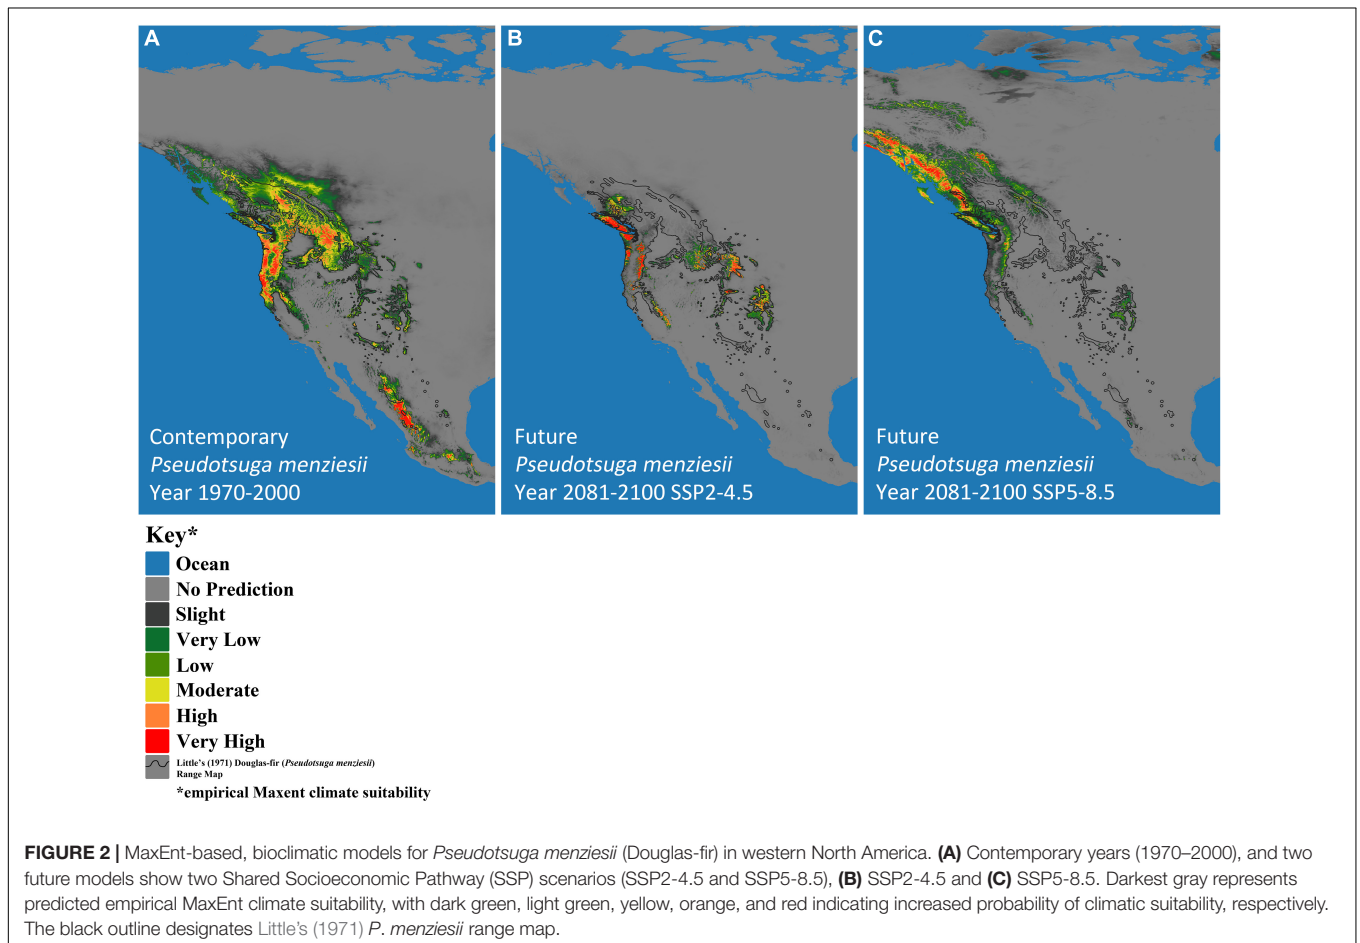 A
B
C
Contemporary
Pseudotsuga menziesii
Year 1970-2000
Future
Pseudotsuga menziesii
Year 2081-2100 SSP2-4.5
Future
Pseudotsuga menziesii
Year 2081-2100 SSP5-8.5
Key*
Ocean
No Prediction
Slight
Very Low
Low
Moderate
High
Very High
Little's (1971) Douglas-fir (Pseudotsuga menziesii)
Range Map
*empirical Maxent climate suitability
FIGURE 2 | MaxEnt-based, bioclimatic models for Pseudotsuga menziesii (Douglas-fir) in western North America. (A) Contemporary years (1970–2000), and two
future models show two Shared Socioeconomic Pathway (SSP) scenarios (SSP2-4.5 and SSP5-8.5), (B) SSP2-4.5 and (C) SSP5-8.5. Darkest gray represents
predicted empirical MaxEnt climate suitability, with dark green, light green, yellow, orange, and red indicating increased probability of climatic suitability, respectively.
The black outline designates Little's (1971) P. menziesii range map.